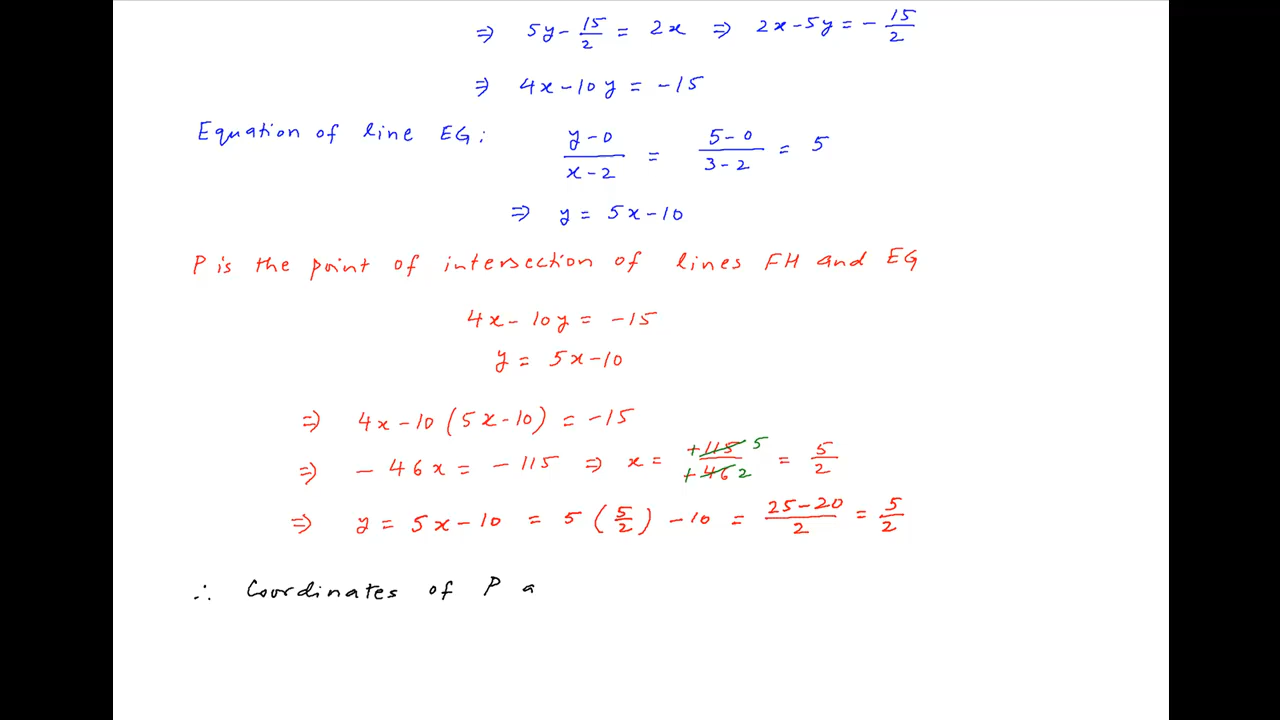 ⇒ 5y - 15/2 = 2x ⇒ 2x - 5y = - 15/2
⇒ 4x - 10y = -15
Equation of line EG: (y - 0)/(x - 2) = (5 - 0)/(3 - 2) = 5
⇒ y = 5x - 10
P is the point of intersection of lines FH and EG
4x - 10y = -15
y = 5x - 10
⇒ 4x - 10 (5x - 10) = -15
⇒ - 46x = - 115 ⇒ x = +115/+46 5/2 = 5/2
⇒ y = 5x - 10 = 5 (5/2) - 10 = (25 - 20)/2 = 5/2
∴ Coordinates of P a